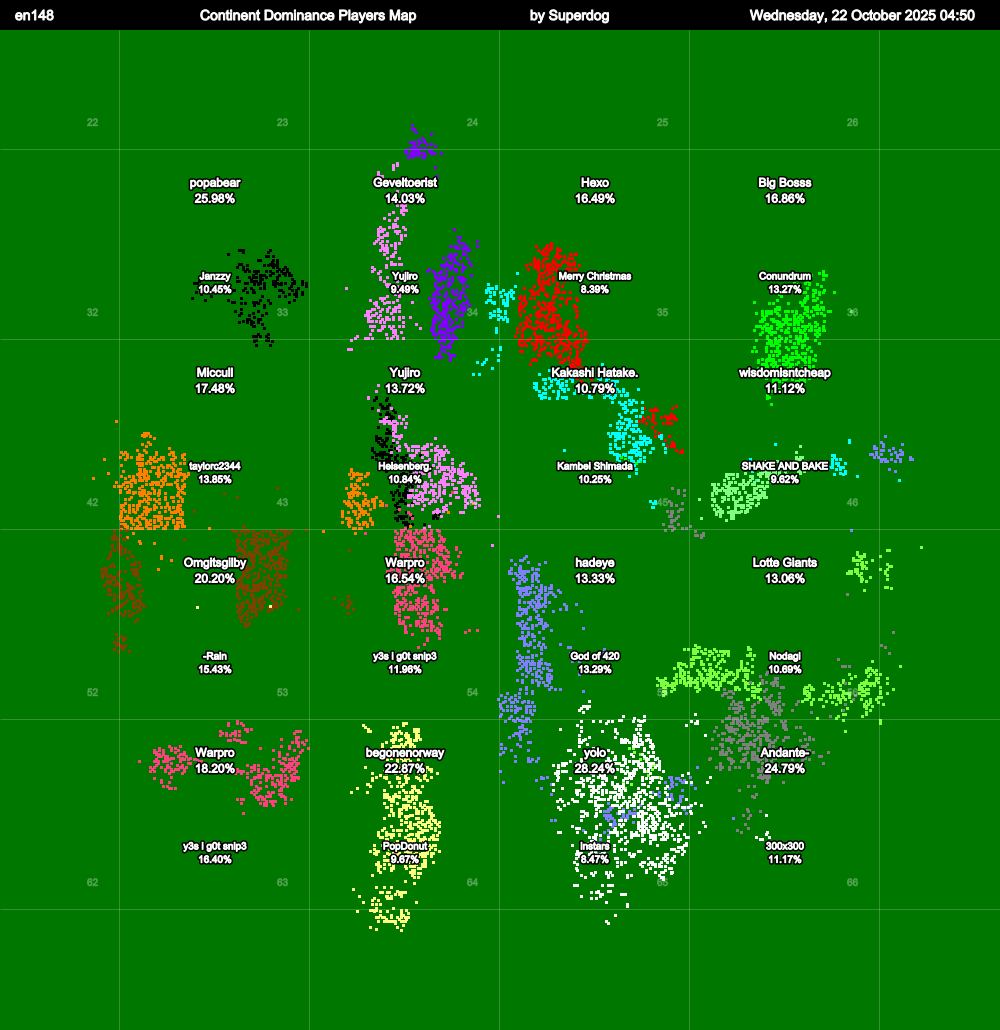 en148 Continent Dominance Players Map by Superdog Wednesday, 22 October 2025 04:50
22 23 24 25 26
popabear Geveltoerist Hexo Big Bosss
25.98% 14.03% 16.49% 16.86%
Janzzy Yujiro Merry Christmas Conundrum
10.45% 9.49% 8.39% 13.27%
32 33 34 35 36
Miccull Yujiro Kakashi Hatake. wisdomisntcheap
17.48% 13.72% 10.79% 11.12%
taylorc2344 Heisenberg. Kambei Shimada SHAKE AND BAKE
13.85% 10.84% 10.25% 9.62%
42 43 45 46
Omgitsgilby Warpro hadeye Lotte Giants
20.20% 16.54% 13.33% 13.06%
-Rain y3s i g0t snip3 God of 420 Nodagi
15.43% 11.96% 13.29% 10.69%
52 53 54 55
Warpro begonenorway yolo Andante-
18.20% 22.87% 28.24% 24.79%
y3s i g0t snip3 PopDonut Instars 300x300
16.40% 9.67% 8.47% 11.17%
62 63 64 65 66